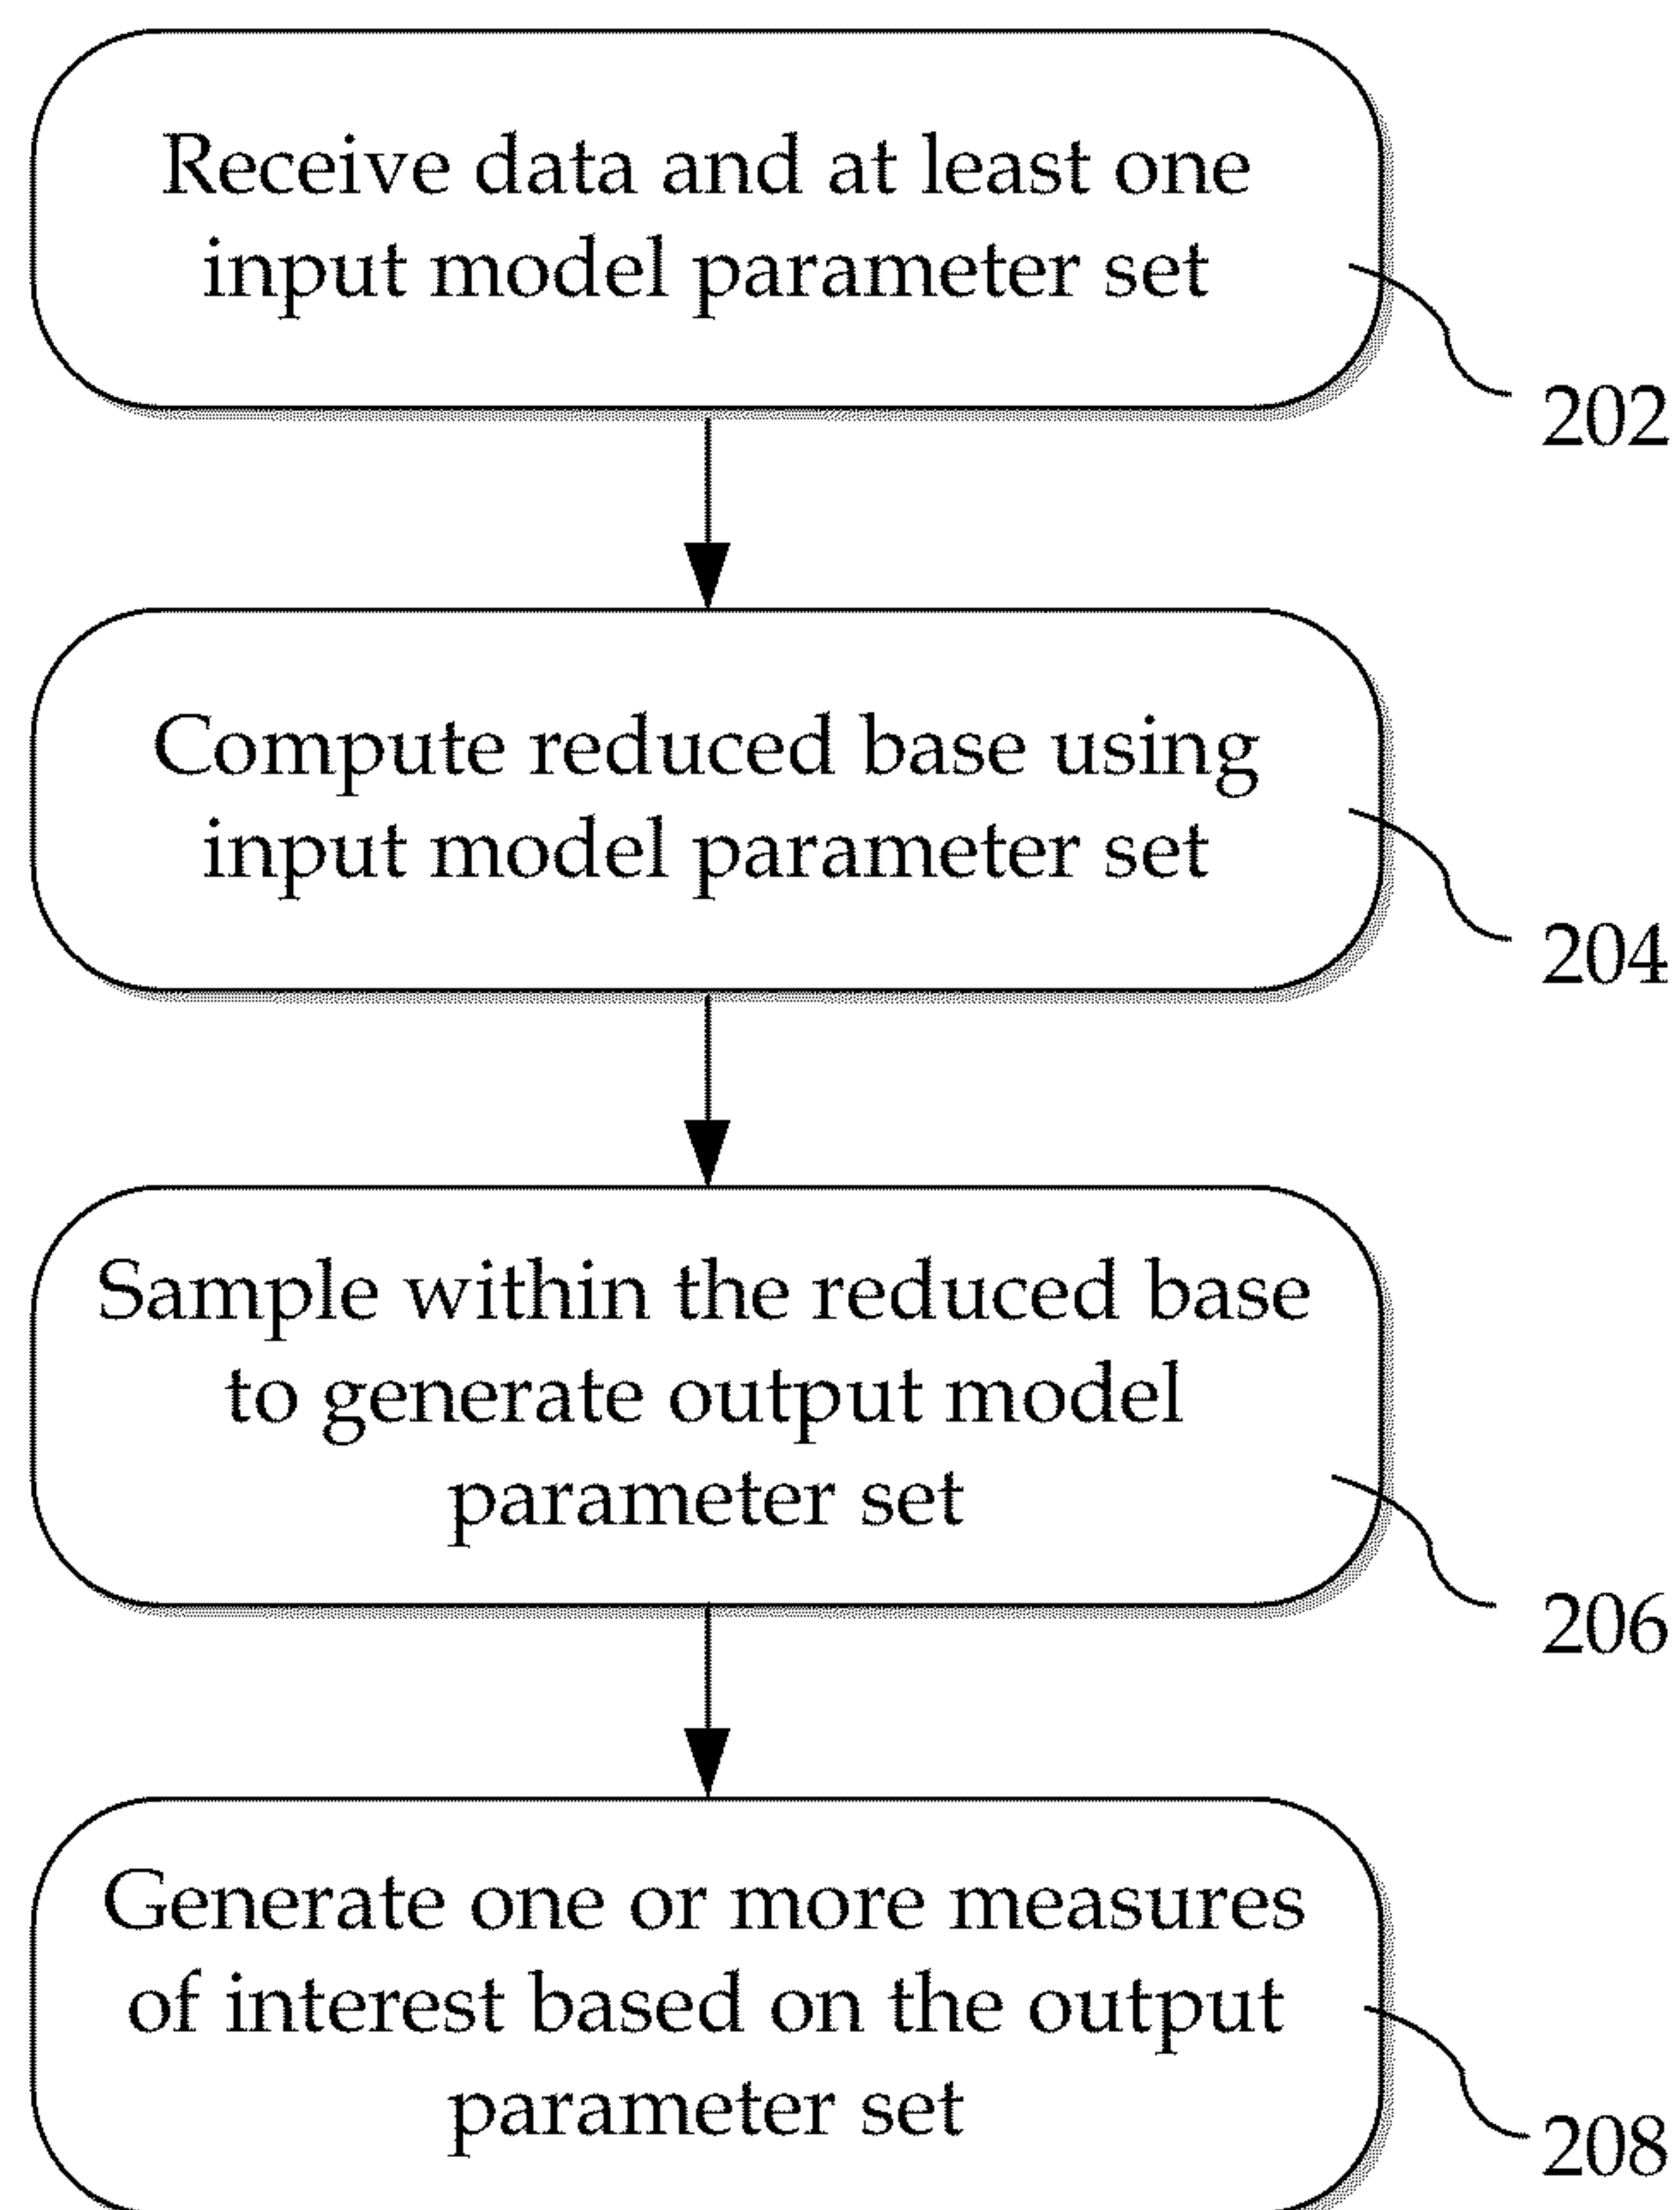 Receive data and at least one
input model parameter set
202
Compute reduced base using
input model parameter set
204
Sample within the reduced base
to generate output model
parameter set
206
Generate one or more measures
of interest based on the output
parameter set
208